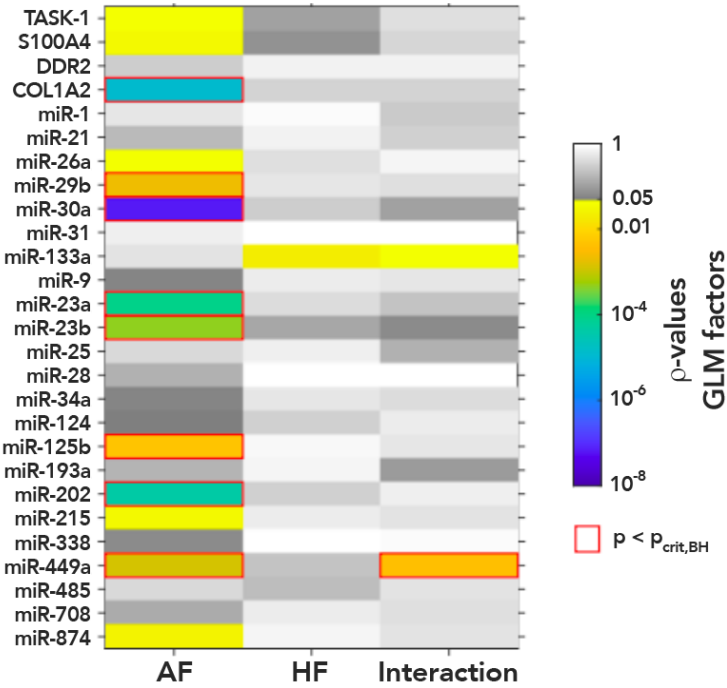 TASK-1
S100A4
DDR2
COL1A2
miR-1
miR-21
miR-26a
miR-29b
miR-30a
miR-31
miR-133a
miR-9
miR-23a
miR-23b
miR-25
miR-28
miR-34a
miR-124
miR-125b
miR-193a
miR-202
miR-215
miR-338
miR-449a
miR-485
miR-708
miR-874
AF HF Interaction
1
0.05
0.01
10-4
10-6
10-8
ρ-values
GLM factors
p < pcrit,BH